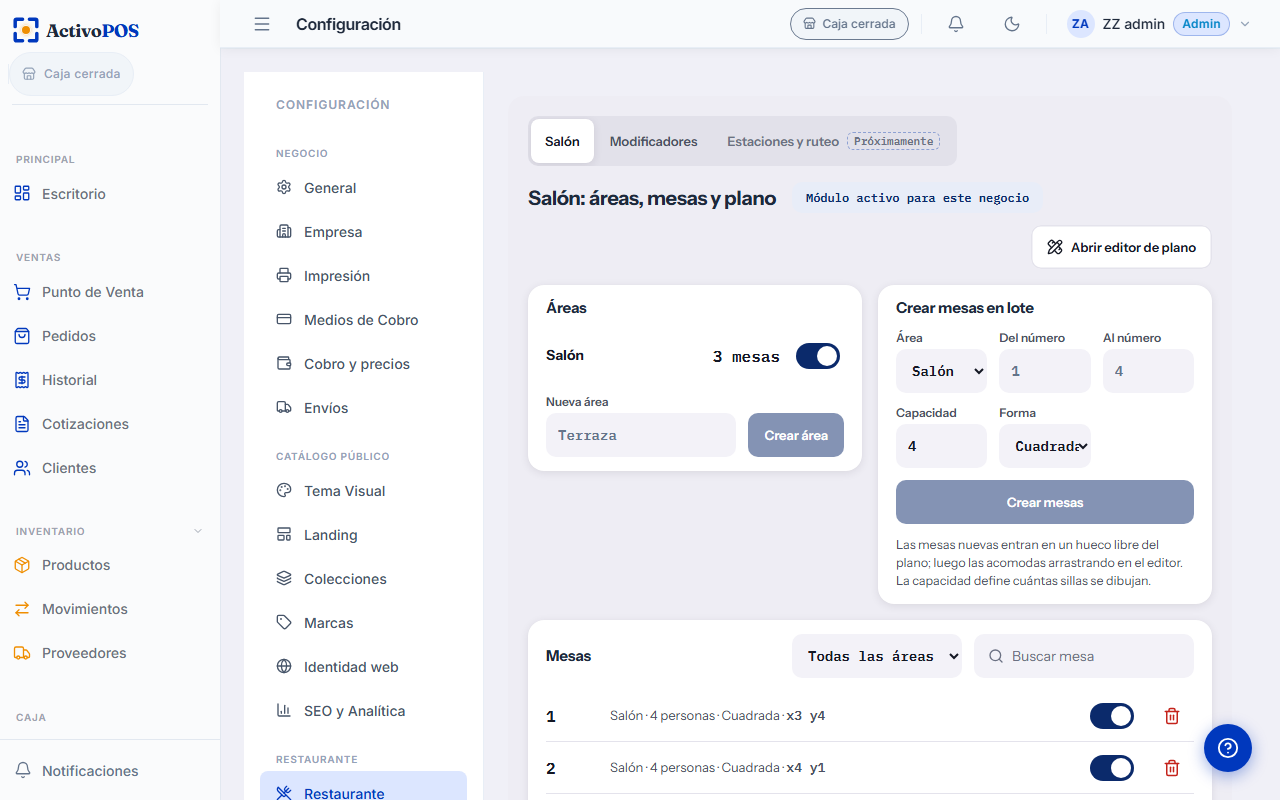 ActivoPOS
Caja cerrada
PRINCIPAL
Escritorio
VENTAS
Punto de Venta
Pedidos
Historial
Cotizaciones
Clientes
INVENTARIO
Productos
Movimientos
Proveedores
CAJA
Notificaciones
Configuración
Caja cerrada
ZA
ZZ admin
Admin
CONFIGURACIÓN
NEGOCIO
General
Empresa
Impresión
Medios de Cobro
Cobro y precios
Envíos
CATÁLOGO PÚBLICO
Tema Visual
Landing
Colecciones
Marcas
Identidad web
SEO y Analítica
RESTAURANTE
Restaurante
Salón
Modificadores
Estaciones y ruteo
Próximamente
Salón: áreas, mesas y plano
Módulo activo para este negocio
Abrir editor de plano
Áreas
Salón
3 mesas
Nueva área
Terraza
Crear área
Crear mesas en lote
Área
Del número
Al número
Salón
1
4
Capacidad
Forma
4
Cuadrada
Crear mesas
Las mesas nuevas entran en un hueco libre del
plano; luego las acomodas arrastrando en el editor.
La capacidad define cuántas sillas se dibujan.
Mesas
Todas las áreas
Buscar mesa
1
Salón · 4 personas · Cuadrada · x3 y4
2
Salón · 4 personas · Cuadrada · x4 y1